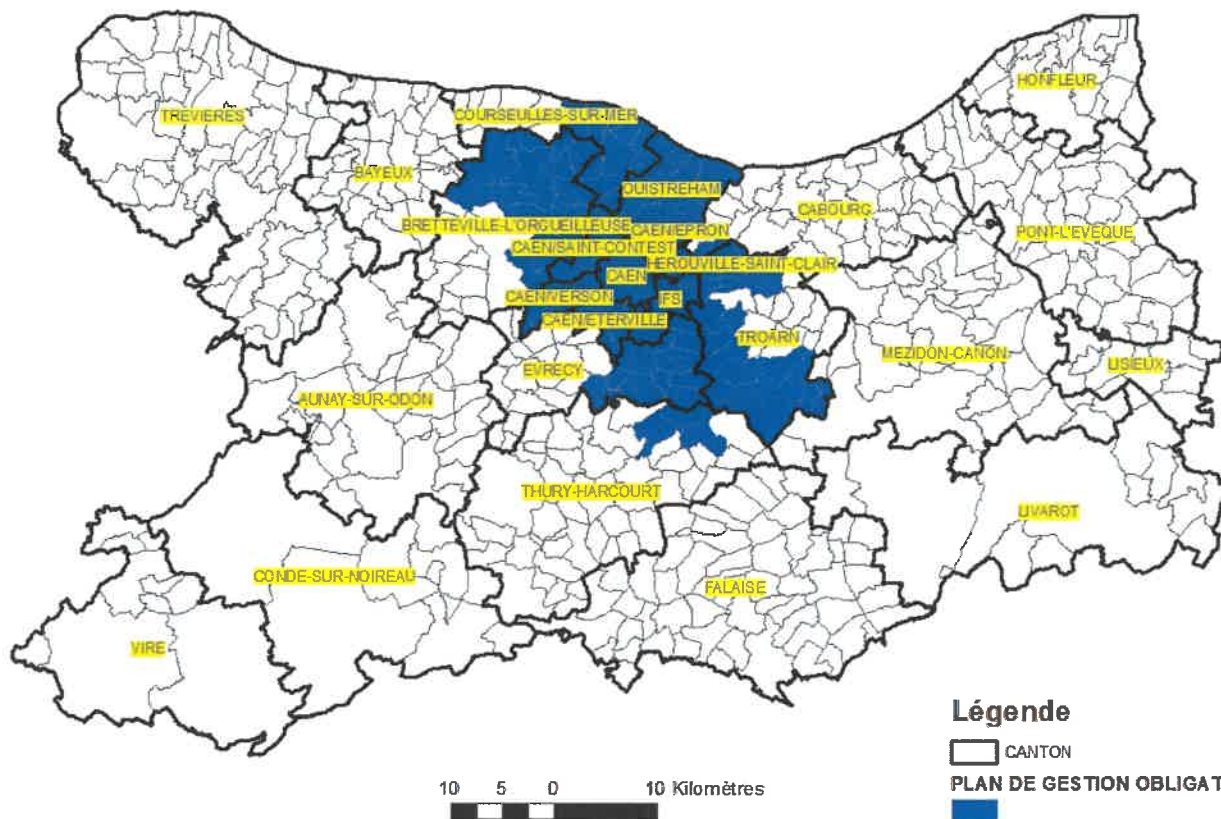 HONFLEUR
TREVIERES
COURSEULLES-SUR-MER
BAYEUX
OUISTREHAM
CABOURG
BRETTEVILLE-L'ORGUEILLEUSE
CAEN/EPRON
PONT-L'EVEQUE
CAEN/SAINT-CONTEST
HEROUVILLE-SAINT-CLAIR
CAEN
CAEN/VERSON
IFS
CAEN/ETERVILLE
TROARN
MEZIDON-CANON
LISIEUX
EVRECY
AUNAY-SUR-ODON
THURY-HARCOURT
LIVAROT
CONDE-SUR-NOIREAU
FALAISE
VIRE
Légende
CANTON
PLAN DE GESTION OBLIGAT
10 5 0 10 Kilomètres